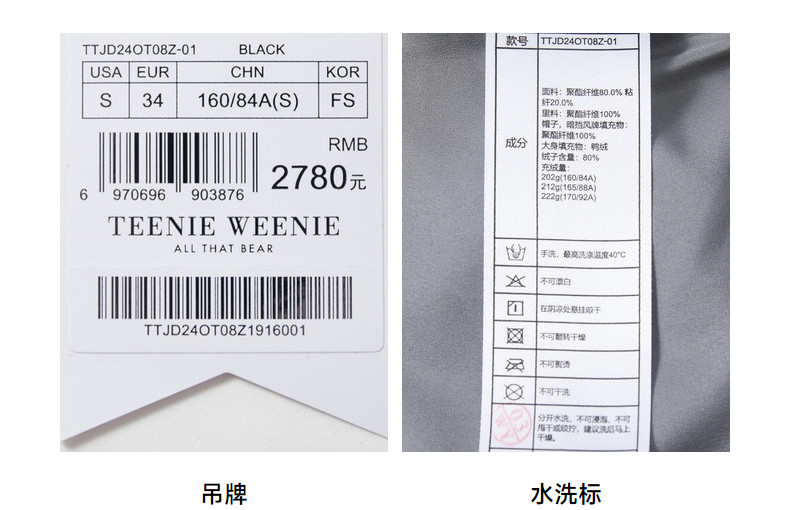 TTJD24OT08Z-01 BLACK
USA EUR CHN KOR
S 34 160/84A(S) FS
RMB
2780元
6 970696 903876
TEENIE WEENIE
ALL THAT BEAR
TTJD24OT08Z1916001
吊牌
款号 TTJD24OT08Z-01
成分
面料：聚酯纤维80.0% 粘
纤20.0%
里料：聚酯纤维100%
帽子，暗挡风牌填充物：
聚酯纤维100%
大身填充物：鸭绒
绒子含量：80%
充绒量：
202g(160/84A)
212g(165/88A)
222g(170/92A)
手洗，最高洗涤温度40°C
不可漂白
在阴凉处悬挂晾干
不可翻转干燥
不可熨烫
不可干洗
分开水洗，不可浸泡，不可
甩干或绞拧，建议洗后马上
干燥。
水洗标